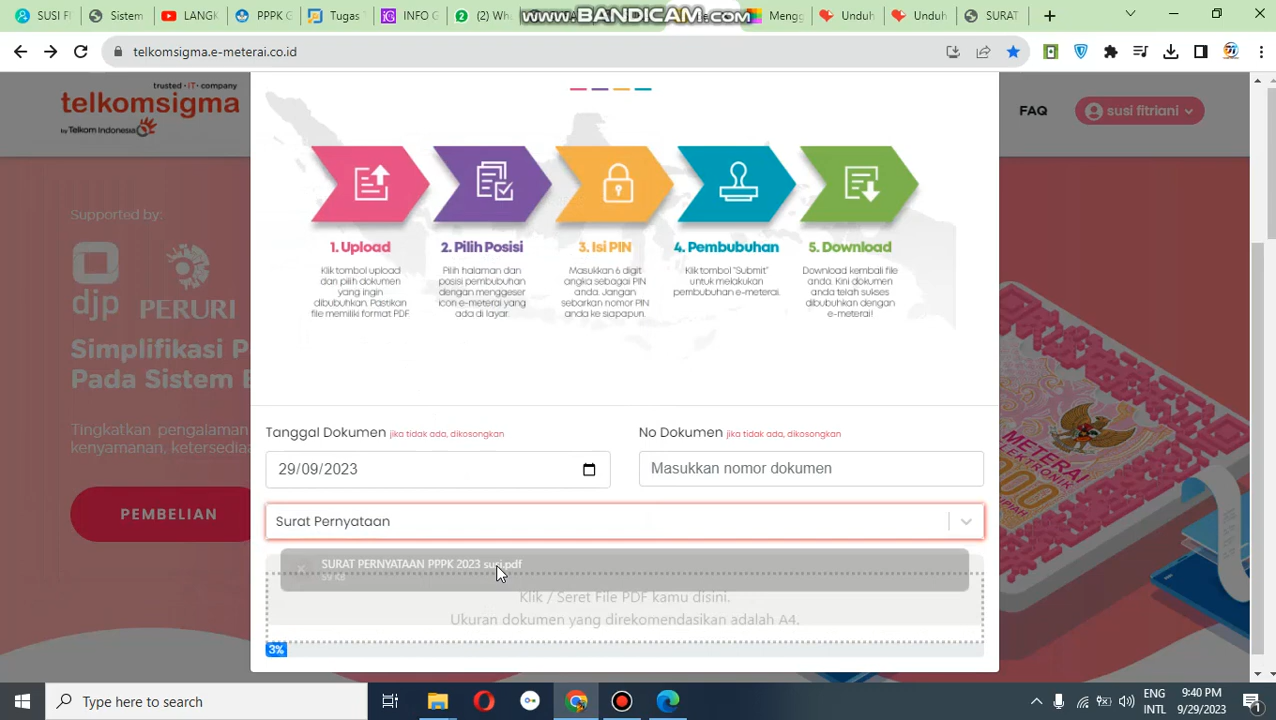 Sistem
LAPK
Papan
Tugas
INFO G
(2) Wh
www.BANDICAM.com
Mengg
Unduh
Unduh
SURAT
telkomsigma.e-meterai.co.id
trusted • IT • company
telkomsigma
by Telkom Indonesia
FAQ
susi fitriani
Supported by:
djp
PERURI
Simplifikasi P
Pada Sistem E
Tingkatkan pengalaman
kenyamanan, ketersedia
PEMBELIAN
METERAI
ELEKTRONIK
1. Upload
Klik tombol upload
dan pilih dokumen
yang ingin
dibubuhkan. Pastikan
file memiliki format PDF
2. Pilih Posisi
Pilih halaman dan
posisi pembubuhan
dengan menggeser
icon e-meterai yang
ada di layar.
3. Isi PIN
Masukkan 6 digit
angka sebagai PIN
anda. Jangan
sebarkan nomor PIN
anda ke siapapun.
4. Pembubuhan
Klik tombol "Submit"
untuk melakukan
pembubuhan e-meterai.
5. Download
Download kembali file
anda. Kini dokumen
anda telah sukses
dibubuhkan dengan
e-meterai!
Tanggal Dokumen jika tidak ada, dikosongkan
29/09/2023
No Dokumen jika tidak ada, dikosongkan
Masukkan nomor dokumen
Surat Pernyataan
SURAT PERNYATAAN PPPK 2023 susi.pdf
Klik / Seret File PDF kamu disini.
Ukuran dokumen yang direkomendasikan adalah A4.
3%
Type here to search
ENG
INTL
9:40 PM
9/29/2023